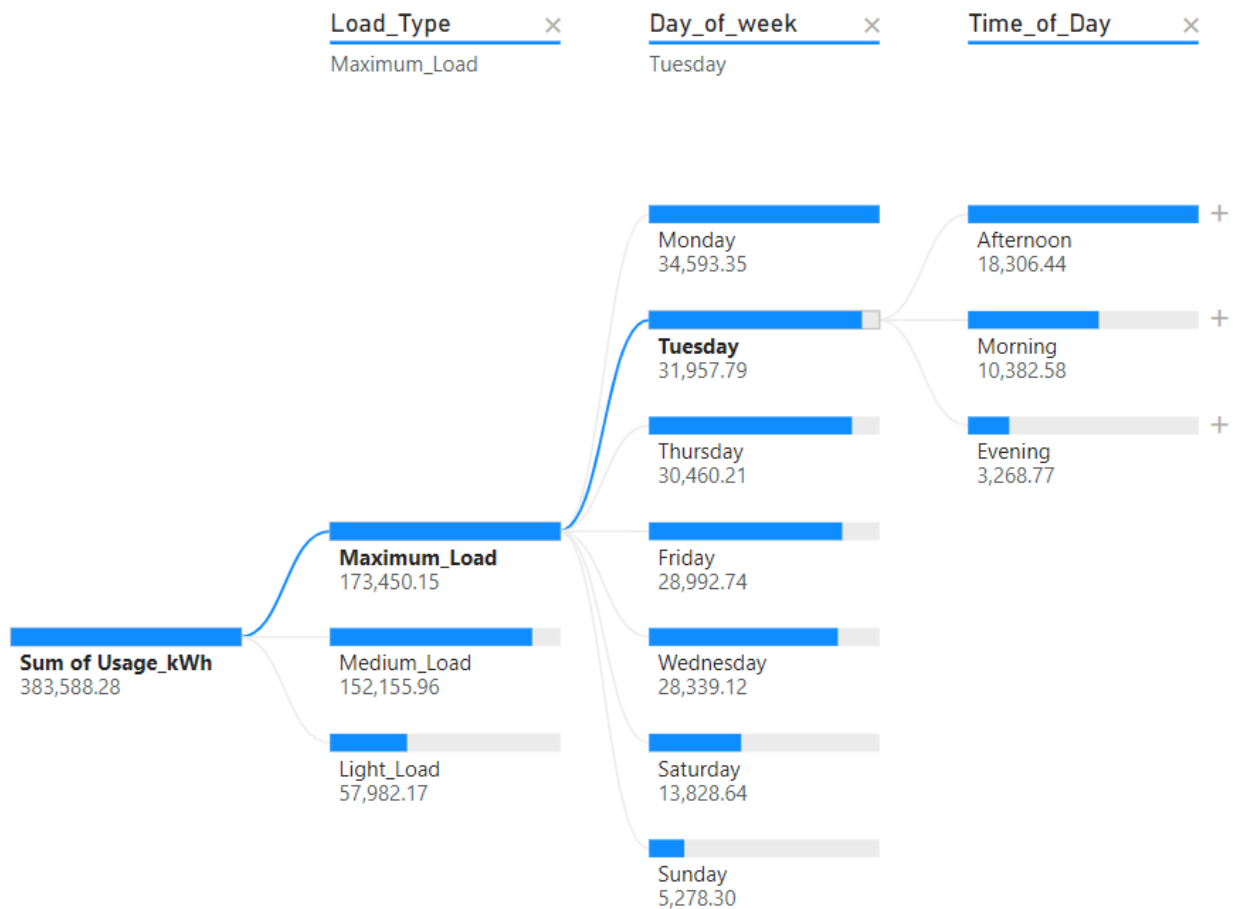 Load_Type ×
Maximum_Load
Day_of_week ×
Tuesday
Time_of_Day ×
Sum of Usage_kWh
383,588.28
Maximum_Load
173,450.15
Medium_Load
152,155.96
Light_Load
57,982.17
Monday
34,593.35
Tuesday
31,957.79
Thursday
30,460.21
Friday
28,992.74
Wednesday
28,339.12
Saturday
13,828.64
Sunday
5,278.30
Afternoon
18,306.44
+
Morning
10,382.58
+
Evening
3,268.77
+